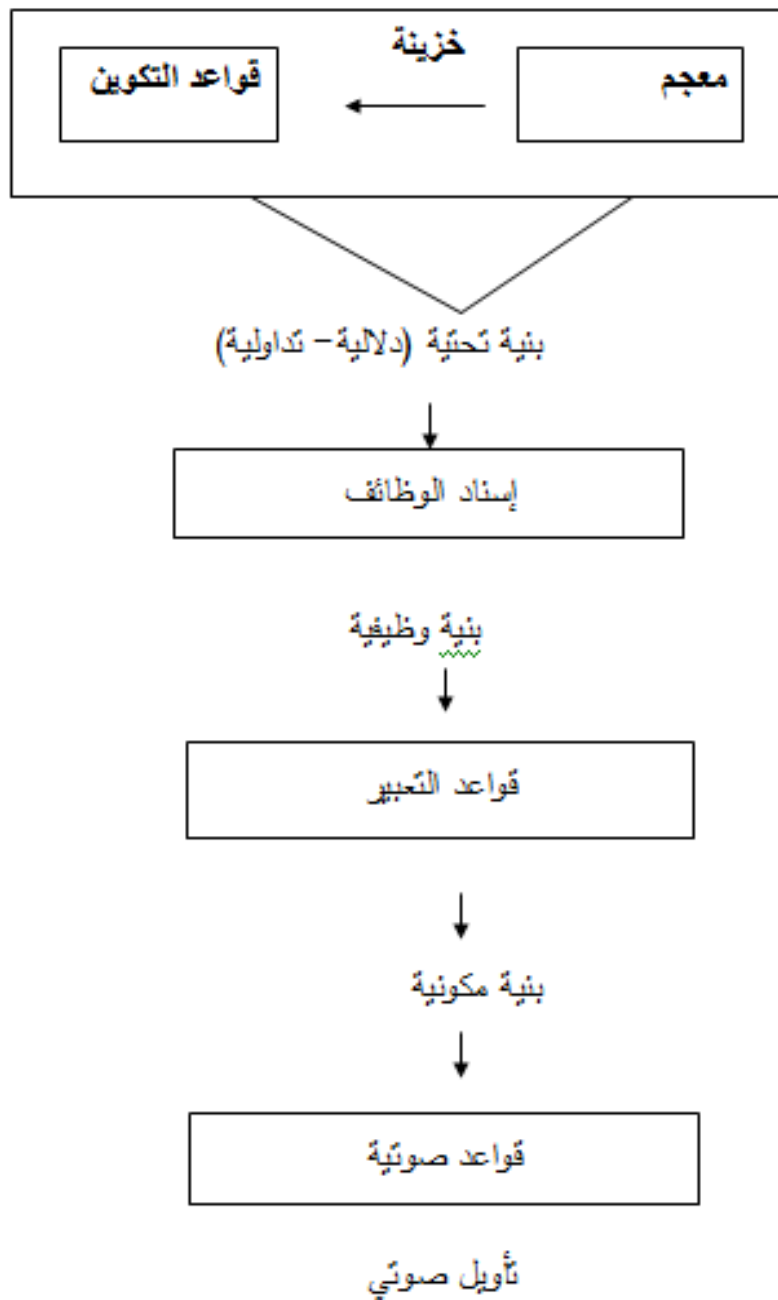 خزينة
معجم
قواعد التكوين
بنية تحتية (دلالية - تداولية)
إسناد الوظائف
بنية وظيفية
قواعد التعبير
بنية مكونية
قواعد صوتية
تأويل صوتي